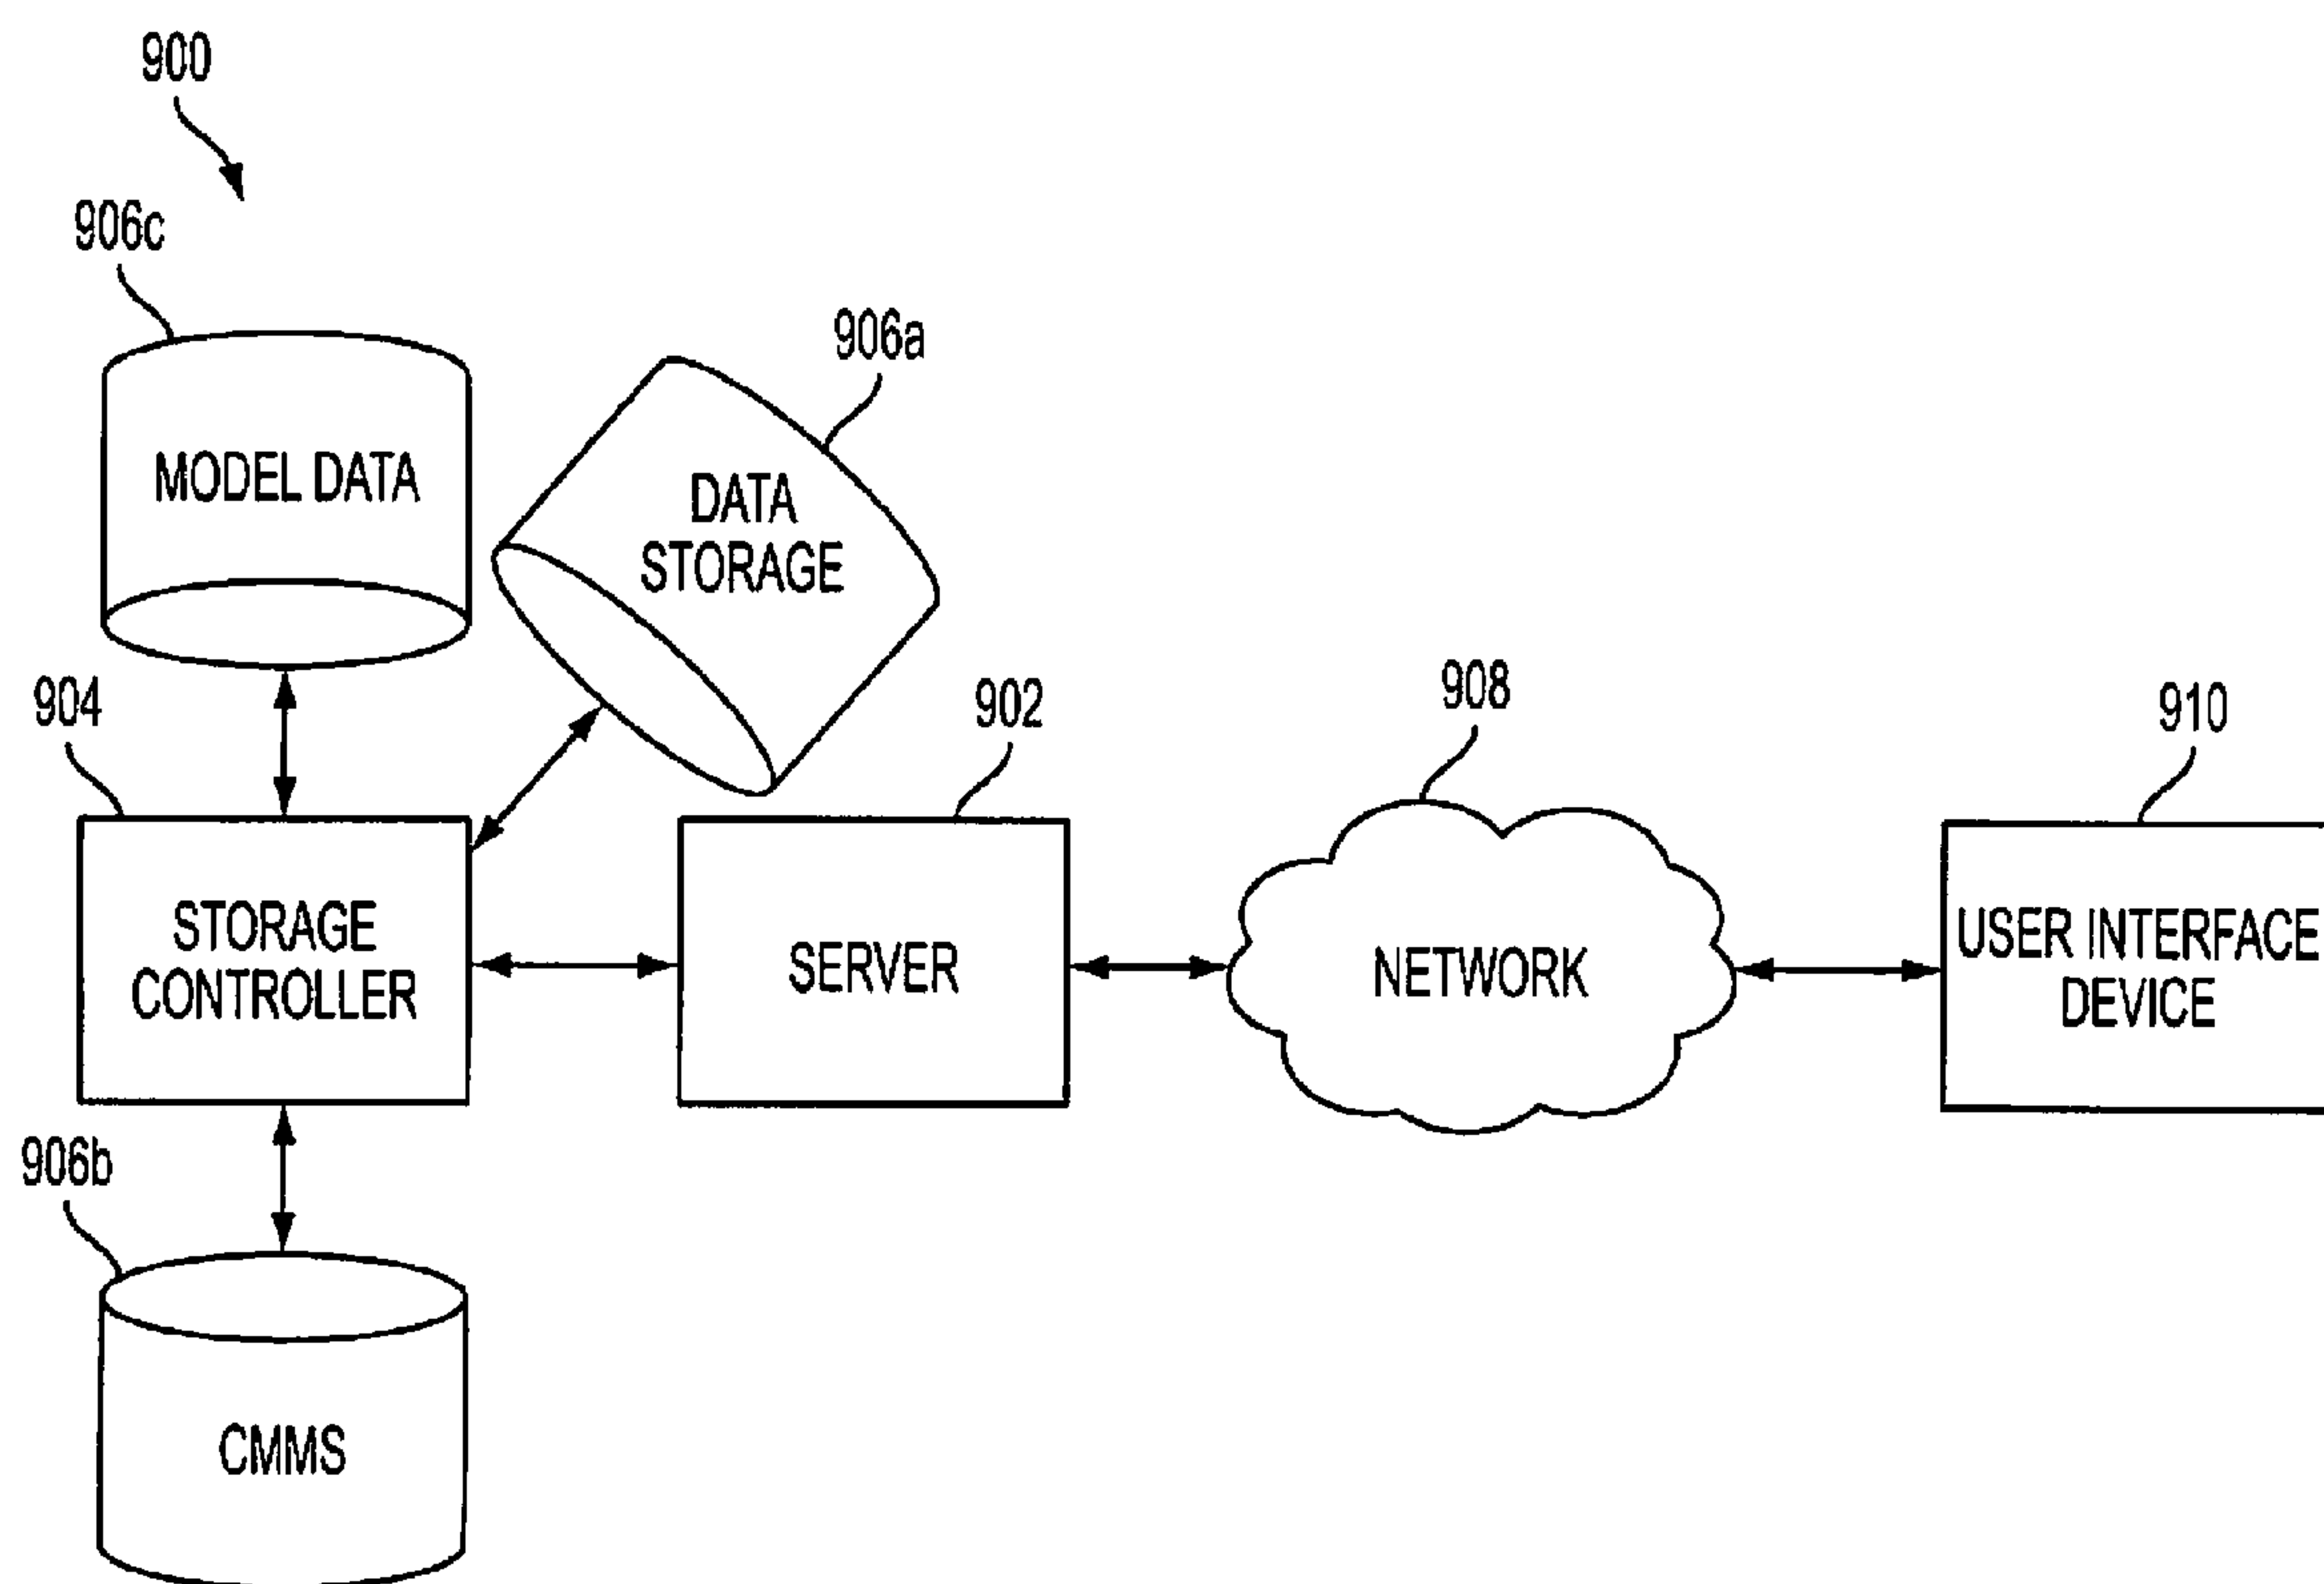 900
906c
906a
MODEL DATA
DATA
STORAGE
904
902
908
910
STORAGE
CONTROLLER
SERVER
NETWORK
USER INTERFACE
DEVICE
906b
CMMS